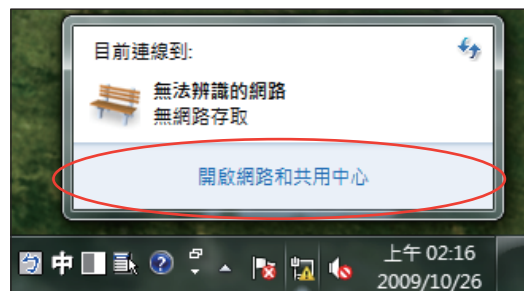 目前連線到:
無法辨識的網路
無網路存取
開啟網路和共用中心
中
上午 02:16
2009/10/26